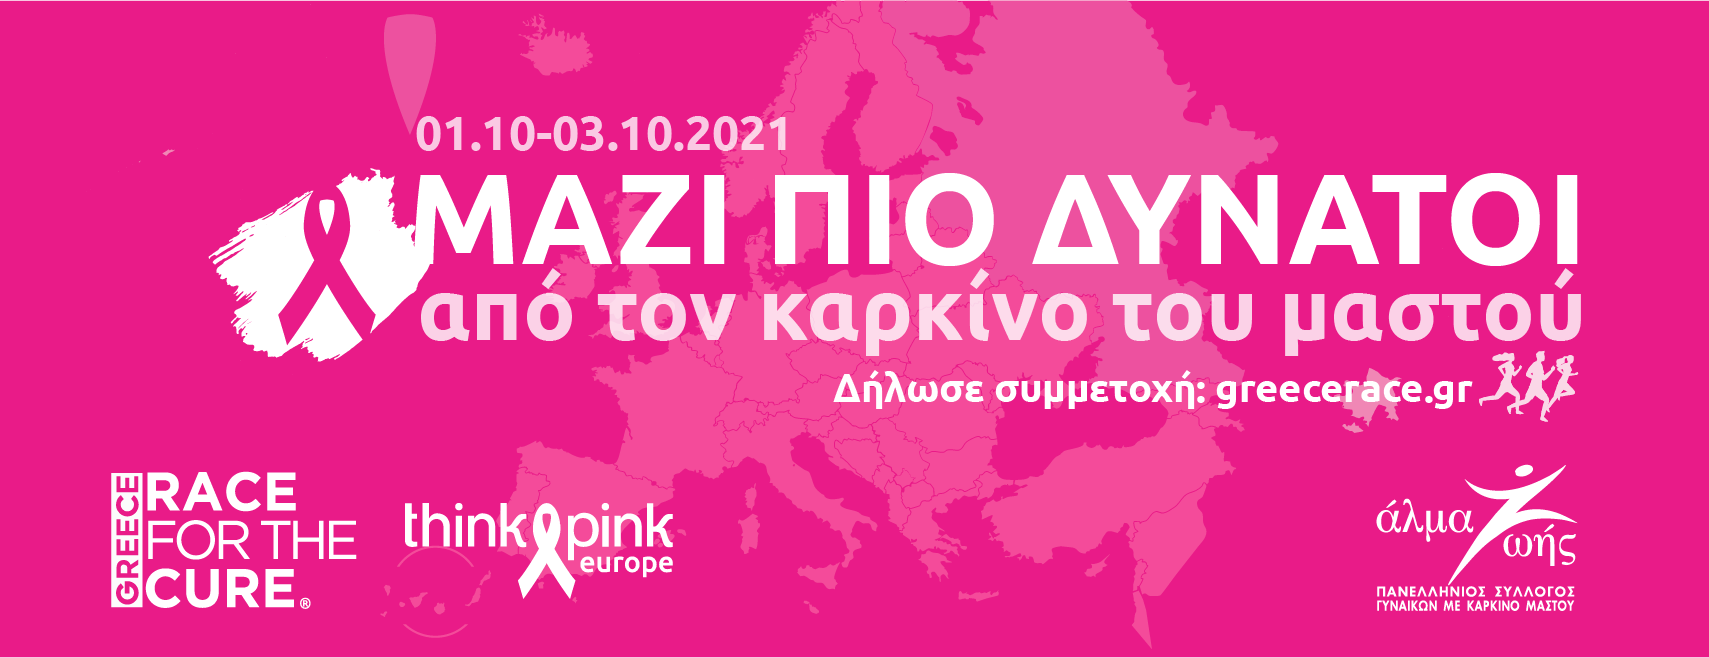 01.10-03.10.2021
ΜΑΖΙ ΠΙΟ ΔΥΝΑΤΟΙ
από τον καρκίνο του μαστού
Δήλωσε συμμετοχή: greecerace.gr
GREECE
RACE
FOR THE
CURE®
think pink
europe
άλμα
Ζωής
ΠΑΝΕΛΛΗΝΙΟΣ ΣΥΛΛΟΓΟΣ
ΓΥΝΑΙΚΩΝ ΜΕ ΚΑΡΚΙΝΟ ΜΑΣΤΟΥ